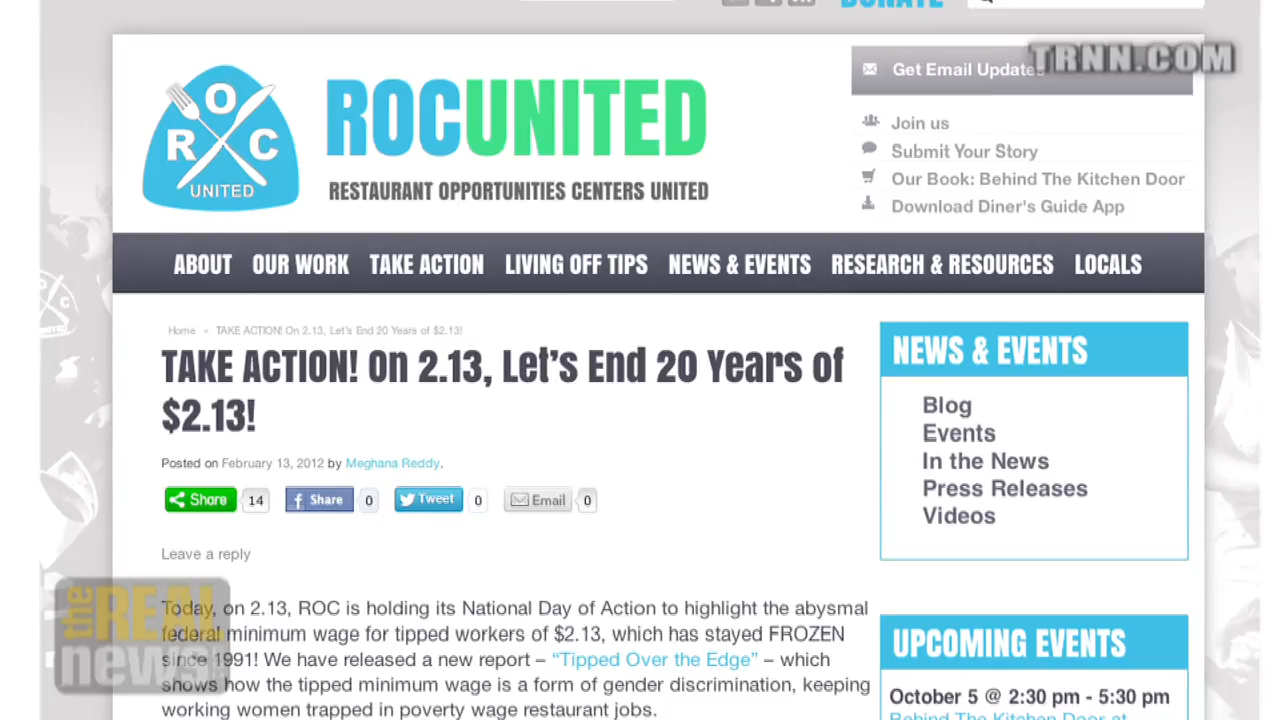 DONATE
TRNN.COM
Get Email Updates
ROC
UNITED
ROCUNITED
RESTAURANT OPPORTUNITIES CENTERS UNITED
Join us
Submit Your Story
Our Book: Behind The Kitchen Door
Download Diner's Guide App
ABOUT OUR WORK TAKE ACTION LIVING OFF TIPS NEWS & EVENTS RESEARCH & RESOURCES LOCALS
Home » TAKE ACTION! On 2.13, Let's End 20 Years of $2.13!
TAKE ACTION! On 2.13, Let's End 20 Years of
$2.13!
Posted on February 13, 2012 by Meghana Reddy.
Share 14 Share 0 Tweet 0 Email 0
Leave a reply
Today, on 2.13, ROC is holding its National Day of Action to highlight the abysmal
federal minimum wage for tipped workers of $2.13, which has stayed FROZEN
since 1991! We have released a new report – “Tipped Over the Edge” – which
shows how the tipped minimum wage is a form of gender discrimination, keeping
working women trapped in poverty wage restaurant jobs.
NEWS & EVENTS
Blog
Events
In the News
Press Releases
Videos
UPCOMING EVENTS
October 5 @ 2:30 pm - 5:30 pm
Behind The Kitchen Door at
the REAL
news